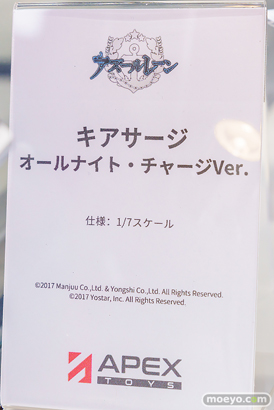 アズールレーン
キアサージ
オールナイト・チャージVer.
仕様：1/7スケール
©2017 Manjuu Co.,Ltd. & Yongshi Co.,Ltd. All Rights Reserved.
©2017 Yostar, Inc. All Rights Reserved.
APEX
TOYS
moeyo.com